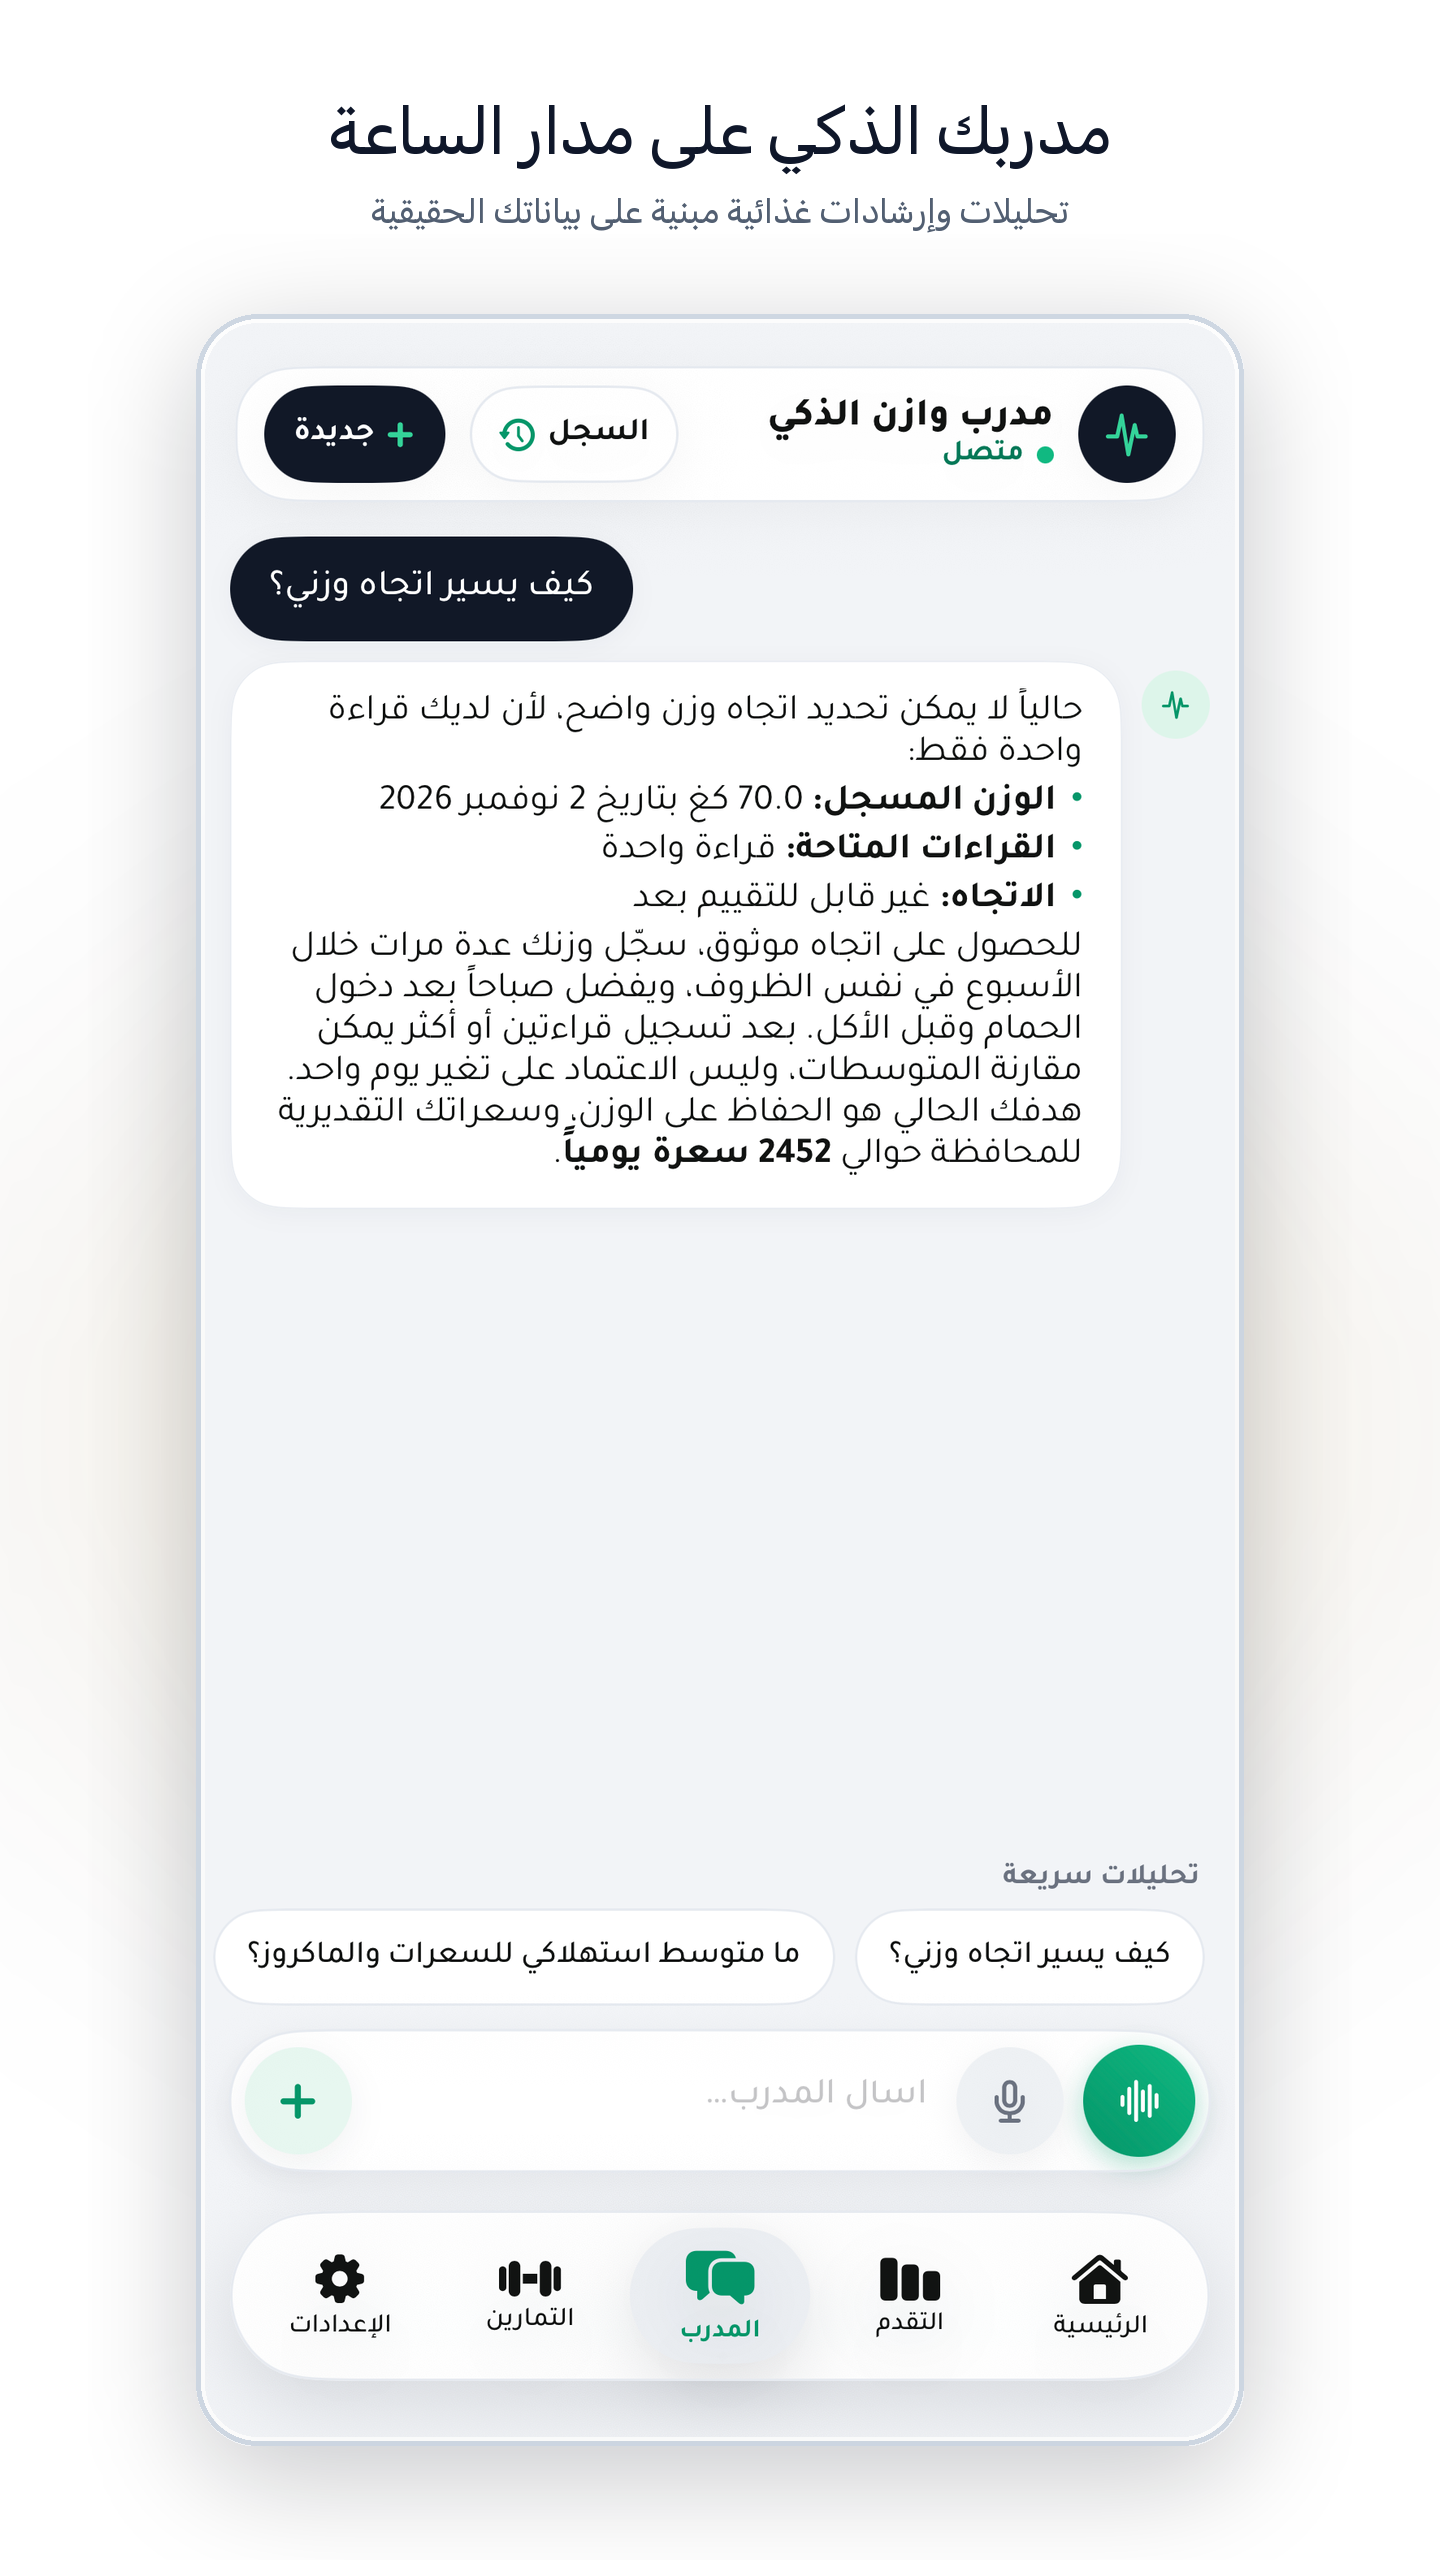 مدربك الذكي على مدار الساعة
تحليلات وإرشادات غذائية مبنية على بياناتك الحقيقية
مدرب وازن الذكي
متصل
السجل
جديدة
كيف يسير اتجاه وزني؟
حالياً لا يمكن تحديد اتجاه وزن واضح، لأن لديك قراءة
واحدة فقط:
• الوزن المسجل: 70.0 كغ بتاريخ 2 نوفمبر 2026
• القراءات المتاحة: قراءة واحدة
• الاتجاه: غير قابل للتقييم بعد
للحصول على اتجاه موثوق، سجّل وزنك عدة مرات خلال
الأسبوع في نفس الظروف، ويفضل صباحاً بعد دخول
الحمام وقبل الأكل. بعد تسجيل قراءتين أو أكثر يمكن
مقارنة المتوسطات، وليس الاعتماد على تغير يوم واحد.
هدفك الحالي هو الحفاظ على الوزن، وسعراتك التقديرية
للمحافظة حوالي 2452 سعرة يومياً.
تحليلات سريعة
كيف يسير اتجاه وزني؟
ما متوسط استهلاكي للسعرات والماكروز؟
اسال المدرب...
الرئيسية
التقدم
المدرب
التمارين
الإعدادات